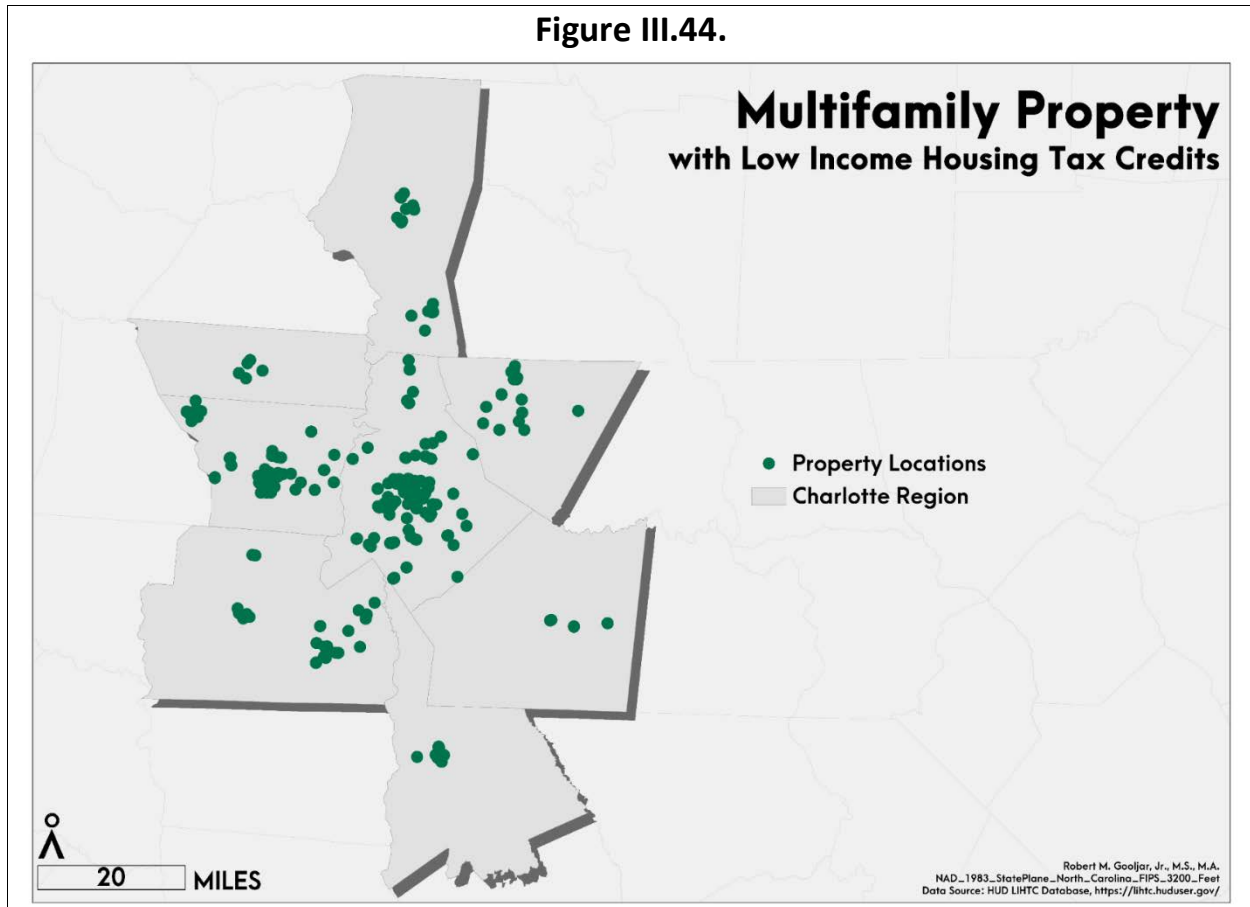 Figure III.44.
Multifamily Property
with Low Income Housing Tax Credits
Property Locations
Charlotte Region
20 MILES
Robert M. Gooljar, Jr., M.S., M.A.
NAD_1983_StatePlane_North_Carolina_FIPS_3200_Feet
Data Source: HUD LIHTC Database, https://lihtc.huduser.gov/